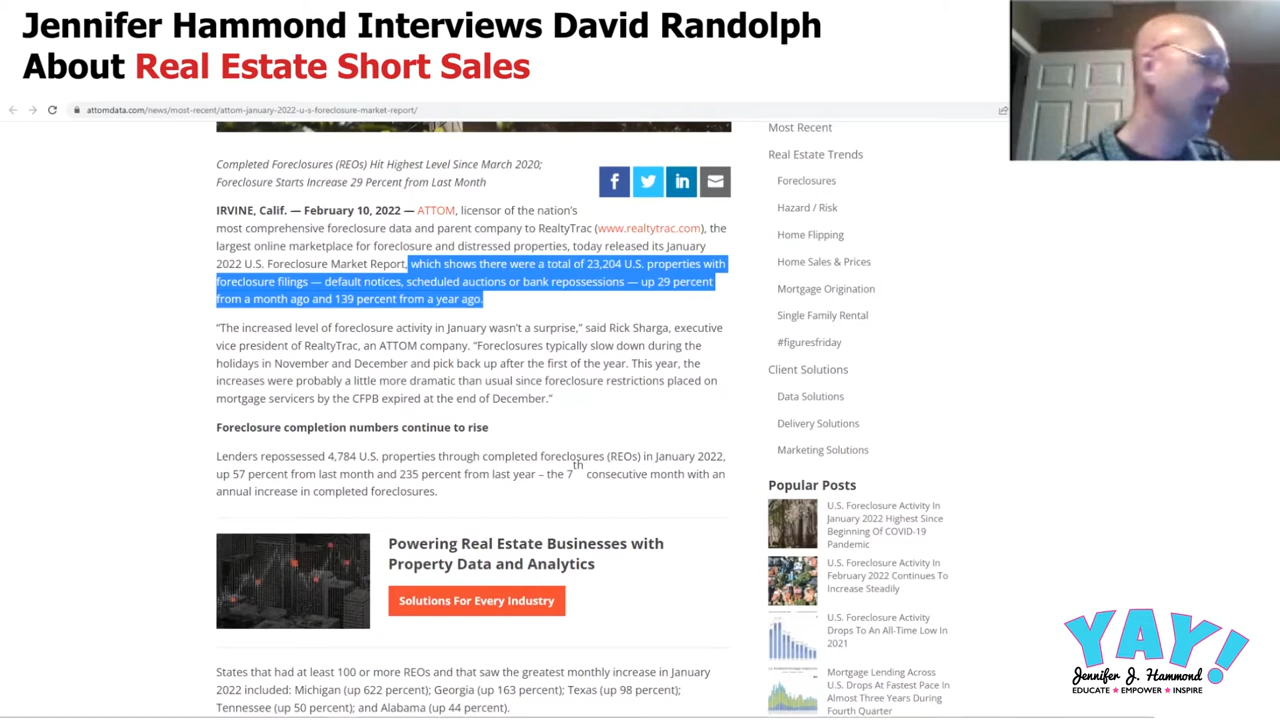 Jennifer Hammond Interviews David Randolph
About Real Estate Short Sales
attomdata.com/news/most-recent/attom-january-2022-u-s-foreclosure-market-report/
Completed Foreclosures (REOs) Hit Highest Level Since March 2020;
Foreclosure Starts Increase 29 Percent from Last Month
IRVINE, Calif. — February 10, 2022 — ATTOM, licensor of the nation's
most comprehensive foreclosure data and parent company to RealtyTrac (www.realtytrac.com), the
largest online marketplace for foreclosure and distressed properties, today released its January
2022 U.S. Foreclosure Market Report, which shows there were a total of 23,204 U.S. properties with
foreclosure filings — default notices, scheduled auctions or bank repossessions — up 29 percent
from a month ago and 139 percent from a year ago.
“The increased level of foreclosure activity in January wasn't a surprise,” said Rick Sharga, executive
vice president of RealtyTrac, an ATTOM company. “Foreclosures typically slow down during the
holidays in November and December and pick back up after the first of the year. This year, the
increases were probably a little more dramatic than usual since foreclosure restrictions placed on
mortgage servicers by the CFPB expired at the end of December.”
Foreclosure completion numbers continue to rise
Lenders repossessed 4,784 U.S. properties through completed foreclosures (REOs) in January 2022,
up 57 percent from last month and 235 percent from last year – the 7th consecutive month with an
annual increase in completed foreclosures.
Powering Real Estate Businesses with
Property Data and Analytics
Solutions For Every Industry
States that had at least 100 or more REOs and that saw the greatest monthly increase in January
2022 included: Michigan (up 622 percent); Georgia (up 163 percent); Texas (up 98 percent);
Tennessee (up 50 percent); and Alabama (up 44 percent).
Most Recent
Real Estate Trends
Foreclosures
Hazard / Risk
Home Flipping
Home Sales & Prices
Mortgage Origination
Single Family Rental
#figuresfriday
Client Solutions
Data Solutions
Delivery Solutions
Marketing Solutions
Popular Posts
U.S. Foreclosure Activity In
January 2022 Highest Since
Beginning Of COVID-19
Pandemic
U.S. Foreclosure Activity In
February 2022 Continues To
Increase Steadily
U.S. Foreclosure Activity
Drops To An All-Time Low In
2021
Mortgage Lending Across
U.S. Drops At Fastest Pace In
Almost Three Years During
Fourth Quarter
YAY!
Jennifer J. Hammond
EDUCATE ★ EMPOWER ★ INSPIRE